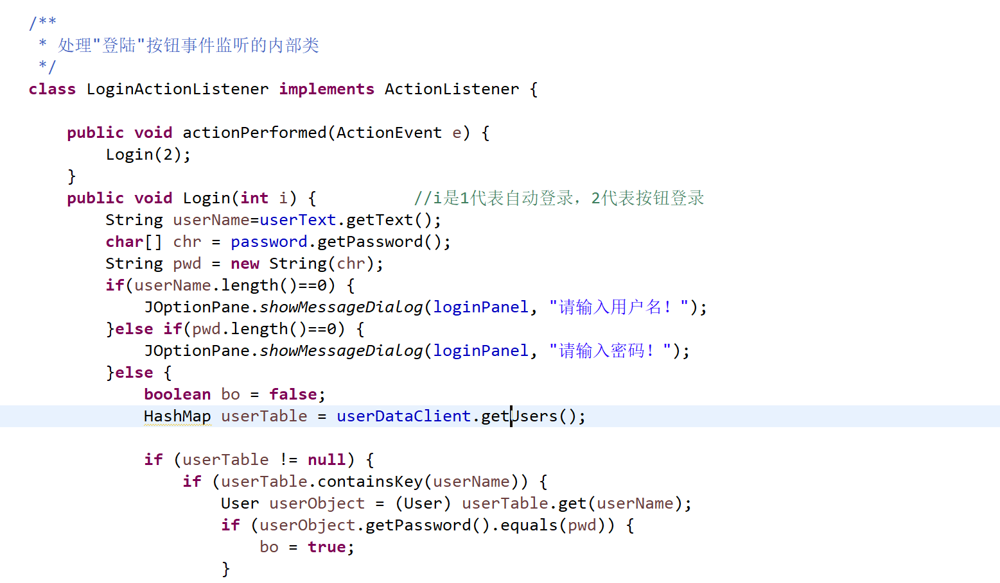 /**
 * 处理"登陆"按钮事件监听的内部类
 */
class LoginActionListener implements ActionListener {
    public void actionPerformed(ActionEvent e) {
        Login(2);
    }
    public void Login(int i) {          //i是1代表自动登录，2代表按钮登录
        String userName=userText.getText();
        char[] chr = password.getPassword();
        String pwd = new String(chr);
        if(userName.length()==0) {
            JOptionPane.showMessageDialog(loginPanel, "请输入用户名！");
        }else if(pwd.length()==0) {
            JOptionPane.showMessageDialog(loginPanel, "请输入密码！");
        }else {
            boolean bo = false;
            HashMap userTable = userDataClient.getUsers();
            if (userTable != null) {
                if (userTable.containsKey(userName)) {
                    User userObject = (User) userTable.get(userName);
                    if (userObject.getPassword().equals(pwd)) {
                        bo = true;
                    }